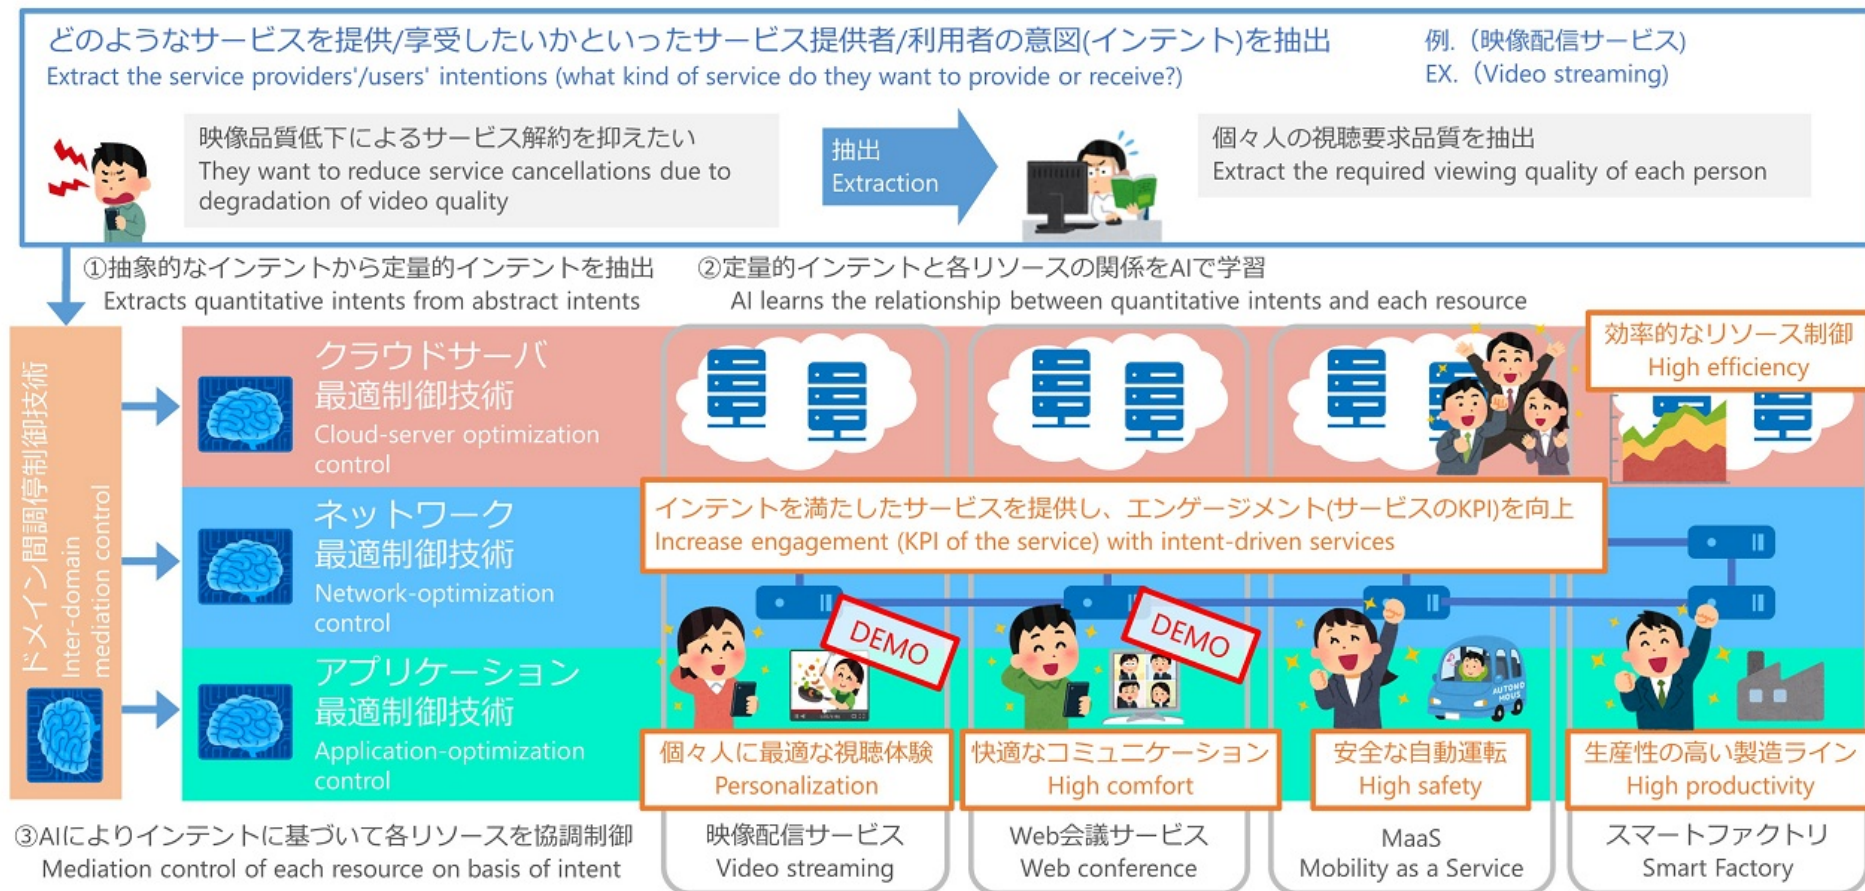 どのようなサービスを提供/享受したいかといったサービス提供者/利用者の意図(インテント)を抽出
Extract the service providers'/users' intentions (what kind of service do they want to provide or receive?)
例.（映像配信サービス)
EX.（Video streaming)
映像品質低下によるサービス解約を抑えたい
They want to reduce service cancellations due to
degradation of video quality
抽出
Extraction
個々人の視聴要求品質を抽出
Extract the required viewing quality of each person
①抽象的なインテントから定量的インテントを抽出
Extracts quantitative intents from abstract intents
②定量的インテントと各リソースの関係をAIで学習
AI learns the relationship between quantitative intents and each resource
ドメイン間調停制御技術
Inter-domain
mediation control
クラウドサーバ
最適制御技術
Cloud-server optimization
control
効率的なリソース制御
High efficiency
ネットワーク
最適制御技術
Network-optimization
control
インテントを満たしたサービスを提供し、エンゲージメント(サービスのKPI)を向上
Increase engagement (KPI of the service) with intent-driven services
DEMO
DEMO
アプリケーション
最適制御技術
Application-optimization
control
AUTONO
MOUS
個々人に最適な視聴体験
Personalization
快適なコミュニケーション
High comfort
安全な自動運転
High safety
生産性の高い製造ライン
High productivity
③AIによりインテントに基づいて各リソースを協調制御
Mediation control of each resource on basis of intent
映像配信サービス
Video streaming
Web会議サービス
Web conference
MaaS
Mobility as a Service
スマートファクトリ
Smart Factory